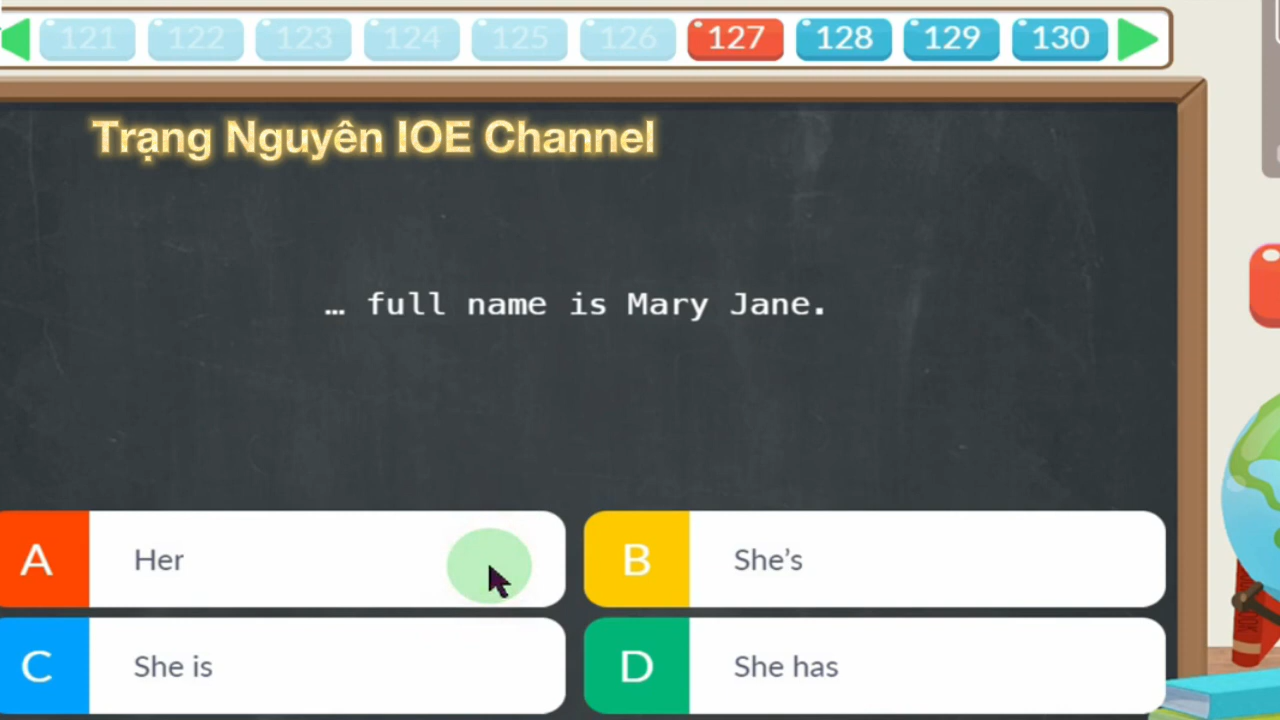 121 122 123 124 125 126 127 128 129 130
Trạng Nguyên IOE Channel
… full name is Mary Jane.
A Her
B She’s
C She is
D She has